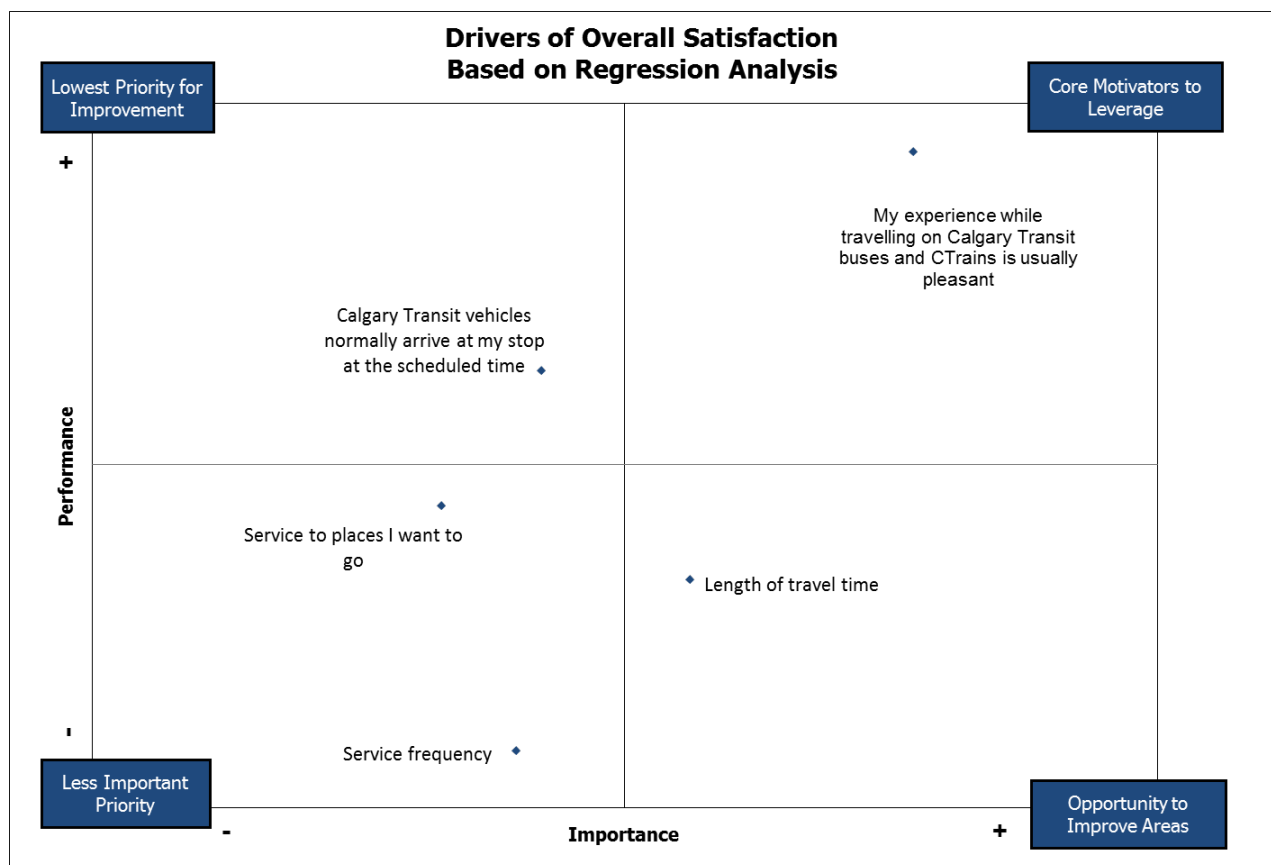 Drivers of Overall Satisfaction
Based on Regression Analysis
Lowest Priority for
Improvement
Core Motivators to
Leverage
+
My experience while
travelling on Calgary Transit
buses and CTrains is usually
pleasant
Calgary Transit vehicles
normally arrive at my stop
at the scheduled time
Performance
Service to places I want to
go
Length of travel time
-
Service frequency
Less Important
Priority
Opportunity to
Improve Areas
-
Importance
+